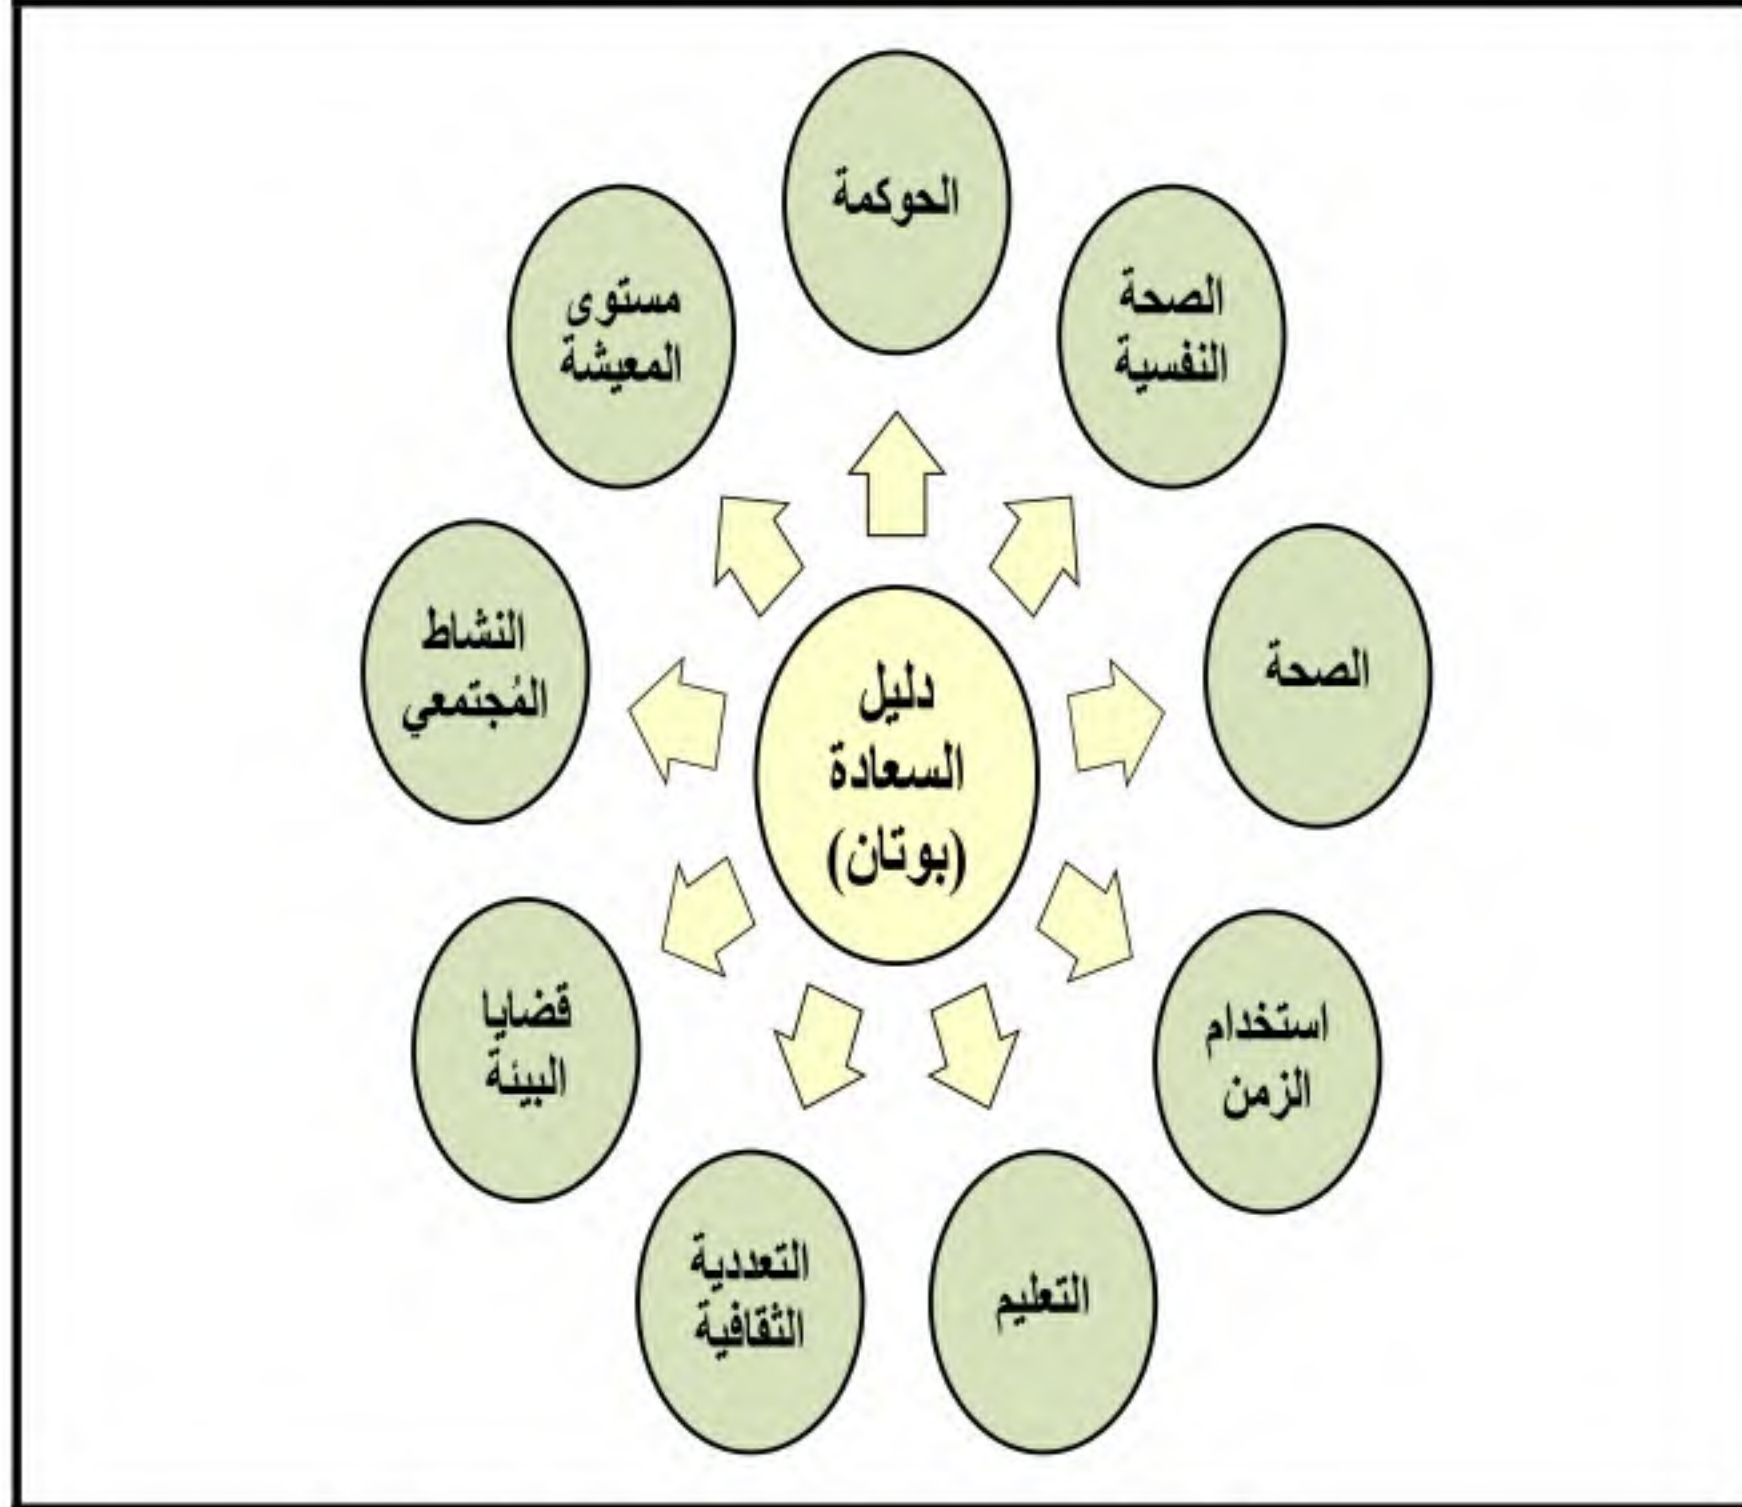 الحوكمة
الصحة
النفسية
الصحة
استخدام
الزمن
التعليم
التعددية
الثقافية
قضايا
البيئة
النشاط
المُجتمعي
مستوى
المعيشة
دليل
السعادة
(بوتان)